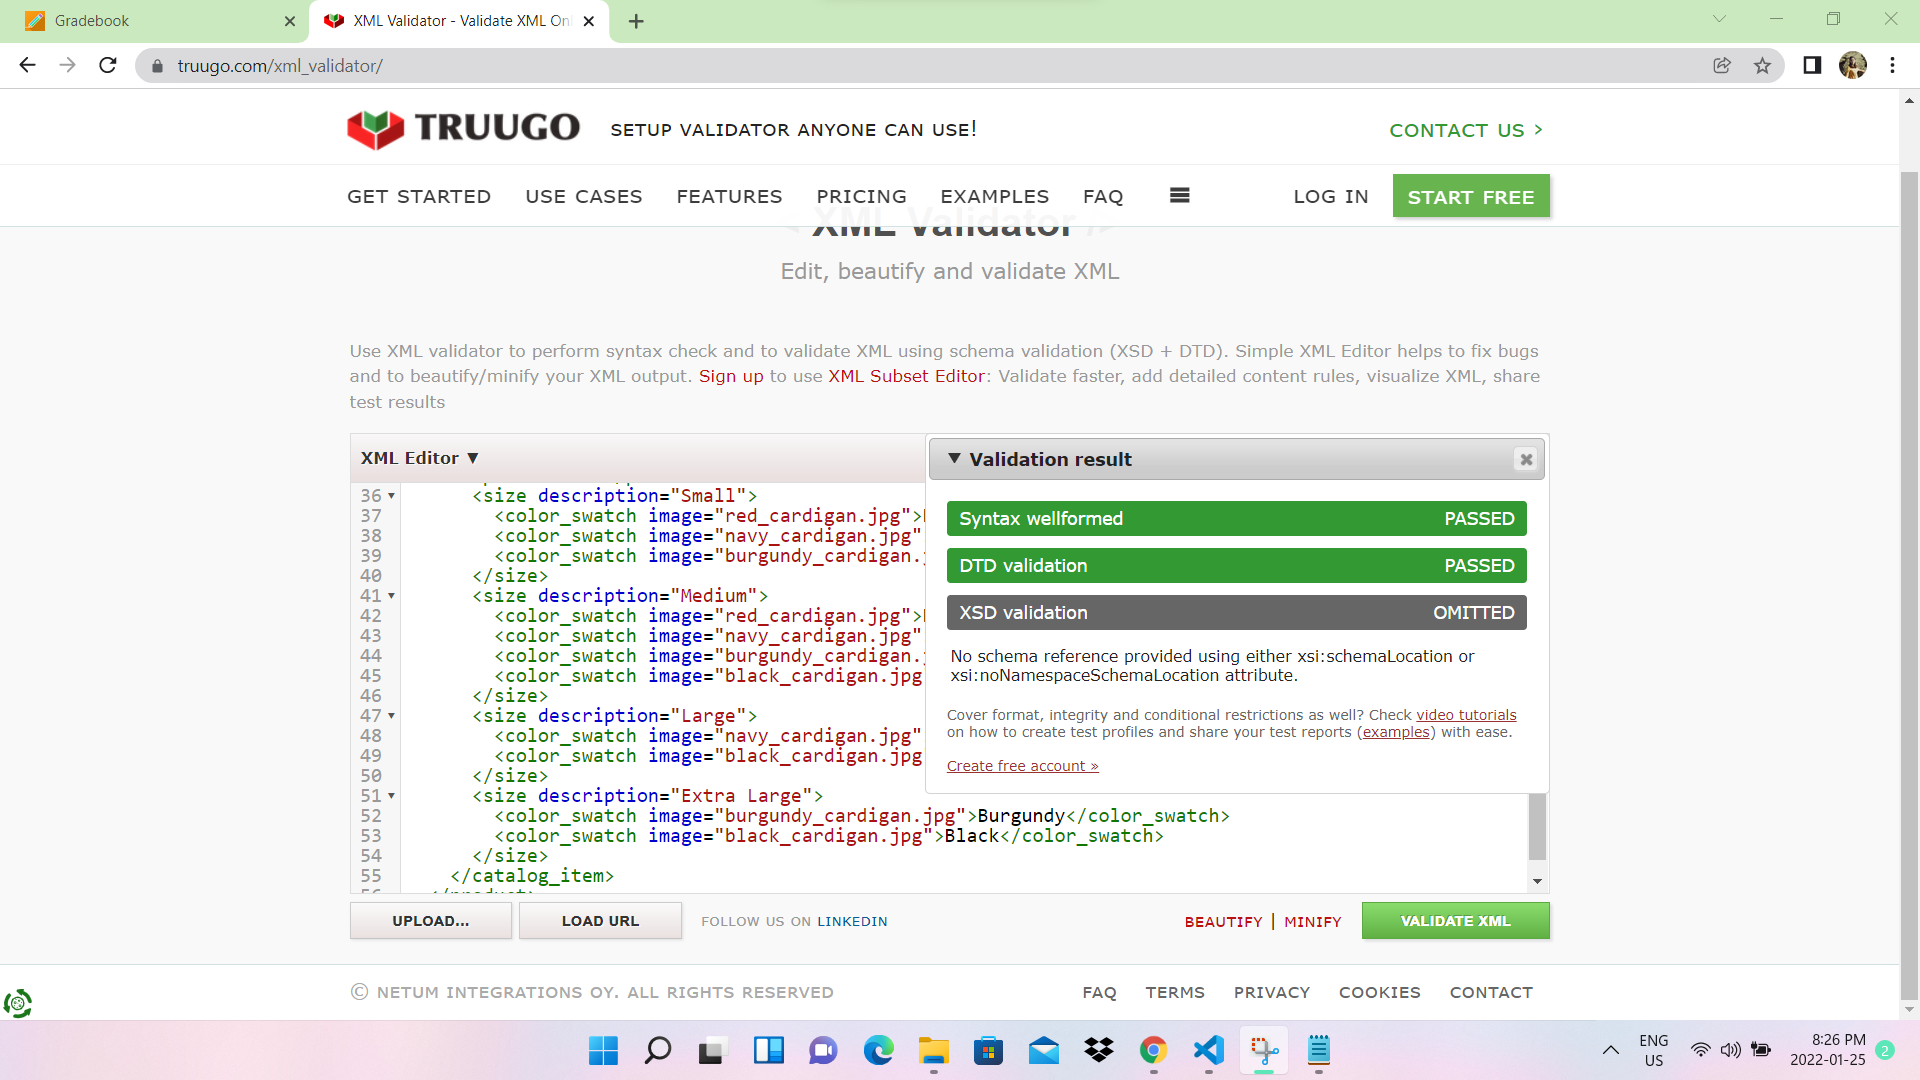 Gradebook
XML Validator - Validate XML Onl
truugo.com/xml_validator/
TRUUGO
SETUP VALIDATOR ANYONE CAN USE!
CONTACT US >
GET STARTED USE CASES FEATURES PRICING EXAMPLES FAQ LOG IN START FREE
XML Validator
Edit, beautify and validate XML
Use XML validator to perform syntax check and to validate XML using schema validation (XSD + DTD). Simple XML Editor helps to fix bugs
and to beautify/minify your XML output. Sign up to use XML Subset Editor: Validate faster, add detailed content rules, visualize XML, share
test results
XML Editor ▼
36 <size description="Small">
37 <color_swatch image="red_cardigan.jpg">
38 <color_swatch image="navy_cardigan.jpg"
39 <color_swatch image="burgundy_cardigan.
40 </size>
41 <size description="Medium">
42 <color_swatch image="red_cardigan.jpg">
43 <color_swatch image="navy_cardigan.jpg"
44 <color_swatch image="burgundy_cardigan.
45 <color_swatch image="black_cardigan.jpg
46 </size>
47 <size description="Large">
48 <color_swatch image="navy_cardigan.jpg"
49 <color_swatch image="black_cardigan.jpg
50 </size>
51 <size description="Extra Large">
52 <color_swatch image="burgundy_cardigan.jpg">Burgundy</color_swatch>
53 <color_swatch image="black_cardigan.jpg">Black</color_swatch>
54 </size>
55 </catalog_item>
▼ Validation result
Syntax wellformed PASSED
DTD validation PASSED
XSD validation OMITTED
No schema reference provided using either xsi:schemaLocation or
xsi:noNamespaceSchemaLocation attribute.
Cover format, integrity and conditional restrictions as well? Check video tutorials
on how to create test profiles and share your test reports (examples) with ease.
Create free account »
UPLOAD... LOAD URL FOLLOW US ON LINKEDIN BEAUTIFY | MINIFY VALIDATE XML
© NETUM INTEGRATIONS OY. ALL RIGHTS RESERVED FAQ TERMS PRIVACY COOKIES CONTACT
ENG
US
8:26 PM
2022-01-25
2